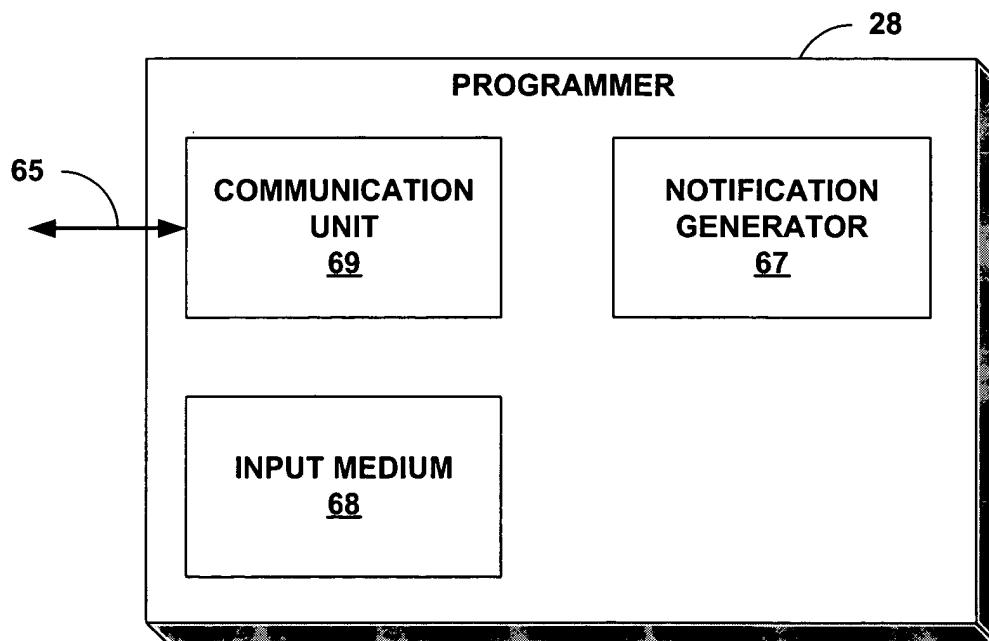 28
PROGRAMMER
65
COMMUNICATION
UNIT
69
NOTIFICATION
GENERATOR
67
INPUT MEDIUM
68